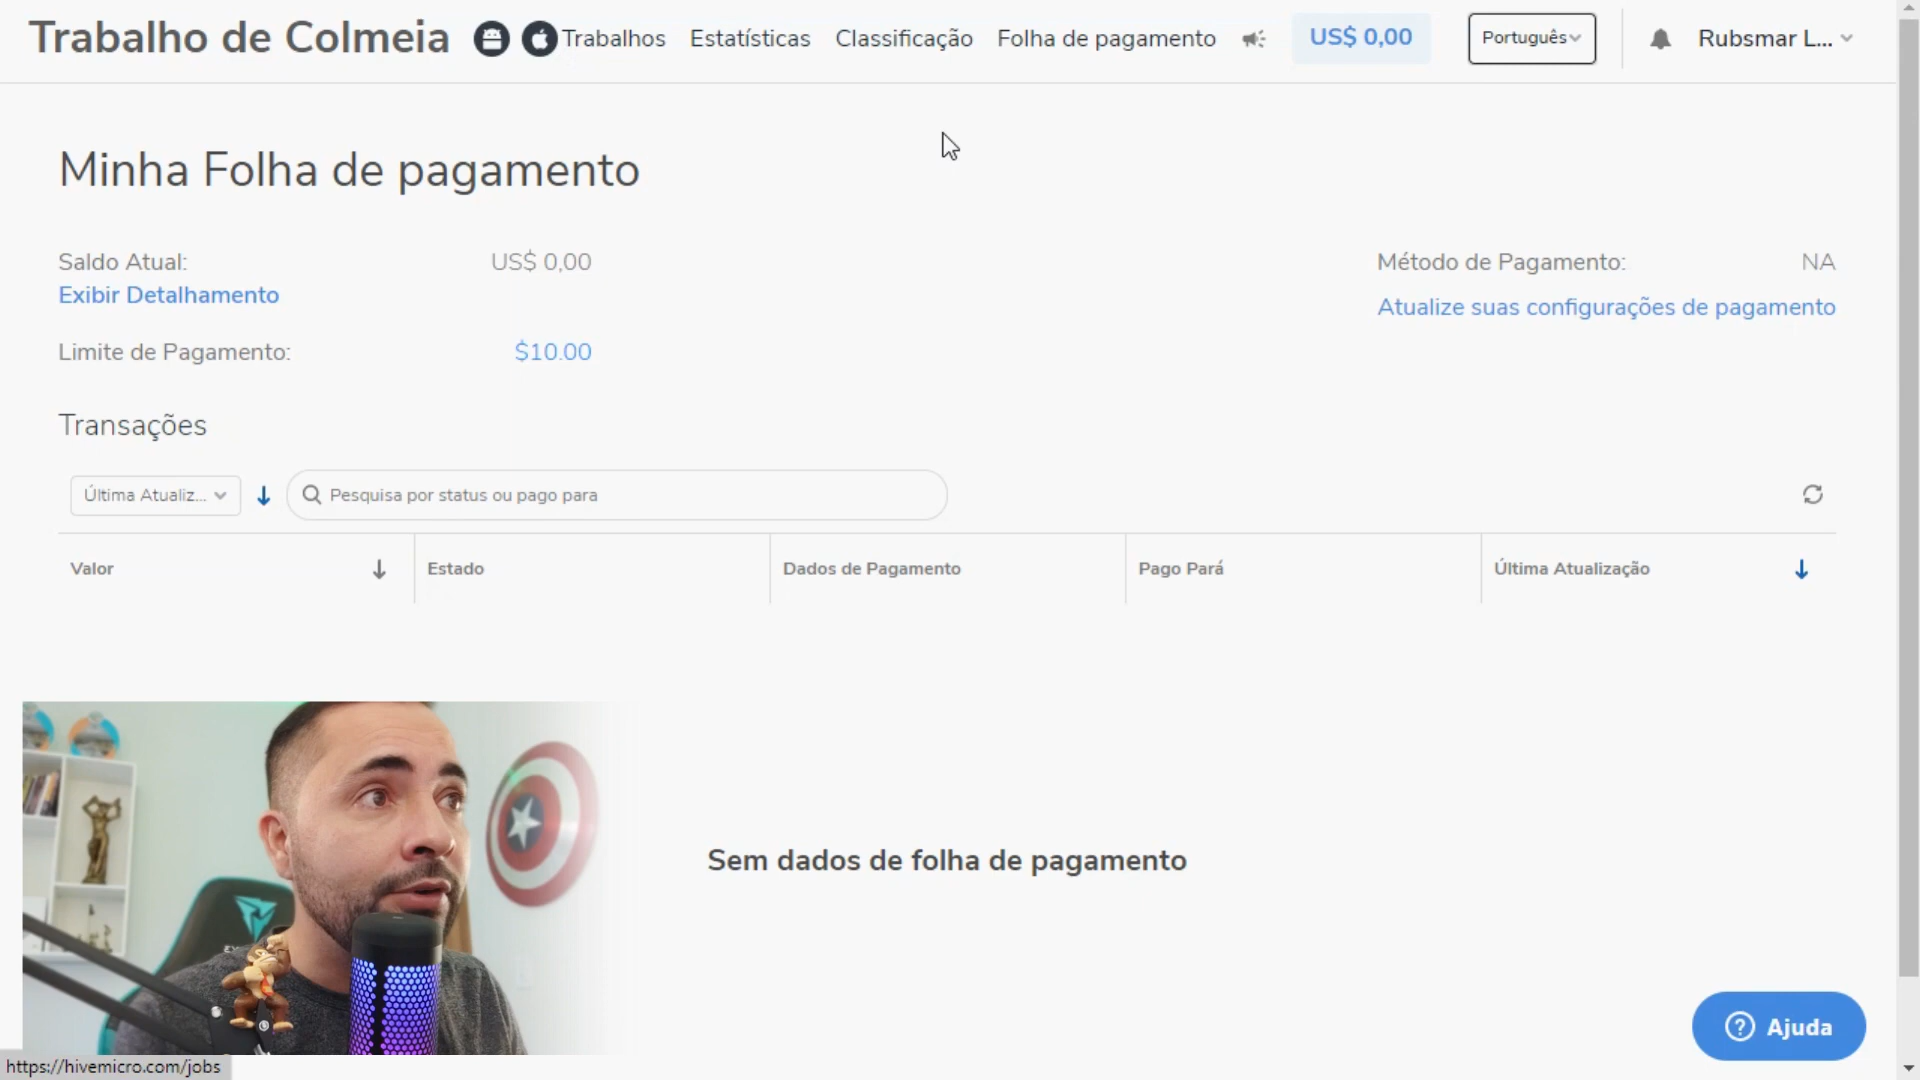 Trabalho de Colmeia
Trabalhos Estatísticas Classificação Folha de pagamento US$ 0,00 Português Rubsmar L...
Minha Folha de pagamento
Saldo Atual: US$ 0,00 Método de Pagamento: NA
Exibir Detalhamento Atualize suas configurações de pagamento
Limite de Pagamento: $10.00
Transações
Última Atualiz... Pesquisa por status ou pago para
Valor Estado Dados de Pagamento Pago Pará Última Atualização
Sem dados de folha de pagamento
Ajuda
https://hivemicro.com/jobs